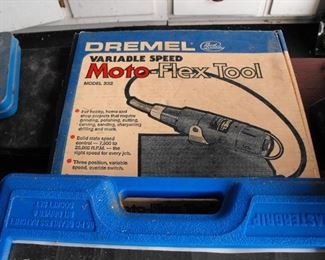 DREMEL
VARIABLE SPEED
Moto-Flex Tool
MODEL 332
For hobby, home and
shop projects that require
grinding, polishing, cutting,
carving, sanding, sharpening
drilling and more.
Solid state speed
control — 7,500 to
25,000 R.P.M. — the
right speed for every job.
Three position, variable
speed, override switch.
MASTERGRIP